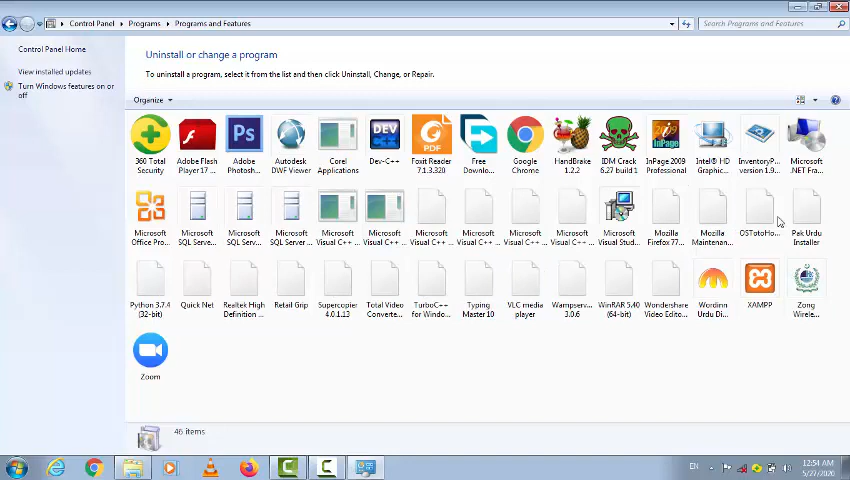 Control Panel
Programs
Programs and Features
Search Programs and Features
Control Panel Home
View installed updates
Turn Windows features on or
off
Uninstall or change a program
To uninstall a program, select it from the list and then click Uninstall, Change, or Repair.
Organize
360 Total
Security
Adobe Flash
Player 17 ...
Adobe
Photosh...
Autodesk
DWF Viewer
Corel
Applications
Dev-C++
Foxit Reader
7.1.3.320
Free
Downlo...
Google
Chrome
HandBrake
1.2.2
IDM Crack
6.27 build 1
InPage 2009
Professional
Intel® HD
Graphic...
InventoryP...
version 1.9...
Microsoft
.NET Fra...
Microsoft
Office Pro...
Microsoft
SQL Serve...
Microsoft
SQL Serv...
Microsoft
SQL Server ...
Microsoft
Visual C++ ...
Microsoft
Visual C++ ...
Microsoft
Visual C++ ...
Microsoft
Visual C++ ...
Microsoft
Visual C++ ...
Microsoft
Visual C++ ...
Microsoft
Visual Stud...
Mozilla
Firefox 77...
Mozilla
Maintenan...
OSTotoHo...
Pak Urdu
Installer
Python 3.7.4
(32-bit)
Quick Net
Realtek High
Definition ...
Retail Grip
Supercopier
4.0.1.13
Total Video
Converte...
TurboC++
for Windo...
Typing
Master 10
VLC media
player
Wampserv...
3.0.6
WinRAR 5.40
(64-bit)
Wondershare
Video Edito...
Wordinn
Urdu Di...
XAMPP
Zong
Wirele...
Zoom
46 items
EN
12:54 AM
5/27/2020